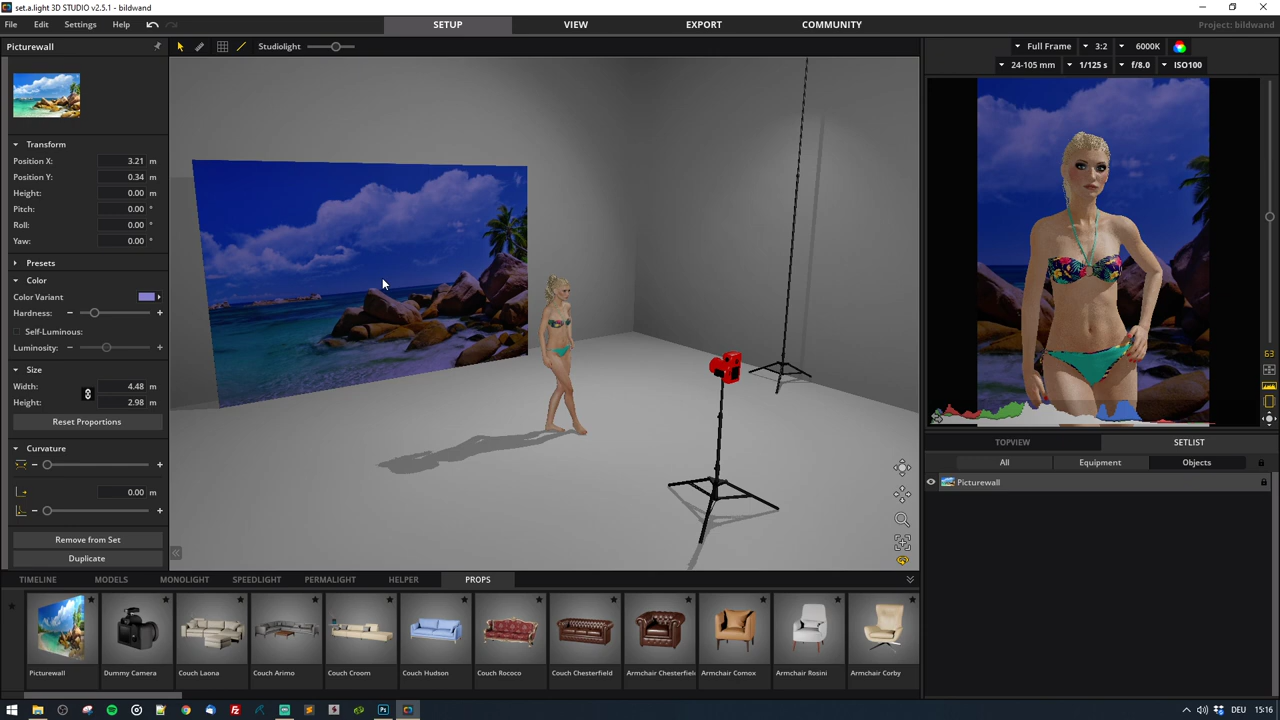 set.a.light 3D STUDIO v2.5.1 - bildwand
File Edit Settings Help SETUP VIEW EXPORT COMMUNITY Project: bildwand
Picturewall Studiolight
Full Frame 3:2 6000K
24-105 mm 1/125 s f/8.0 ISO100
Transform
Position X: 3.21 m
Position Y: 0.34 m
Height: 0.00 m
Pitch: 0.00 °
Roll: 0.00 °
Yaw: 0.00 °
Presets
Color
Color Variant
Hardness:
Self-Luminous:
Luminosity:
Size
Width: 4.48 m
Height: 2.98 m
Reset Proportions
Curvature
0.00 m
Remove from Set
Duplicate
63
TOPVIEW SETLIST
All Equipment Objects
Picturewall
TIMELINE MODELS MONOLIGHT SPEEDLIGHT PERMALIGHT HELPER PROPS
Picturewall Dummy Camera Couch Laona Couch Arimo Couch Croom Couch Hudson Couch Rococo Couch Chesterfield Armchair Chesterfield Armchair Comox Armchair Rosini Armchair Corby
DEU 15:16